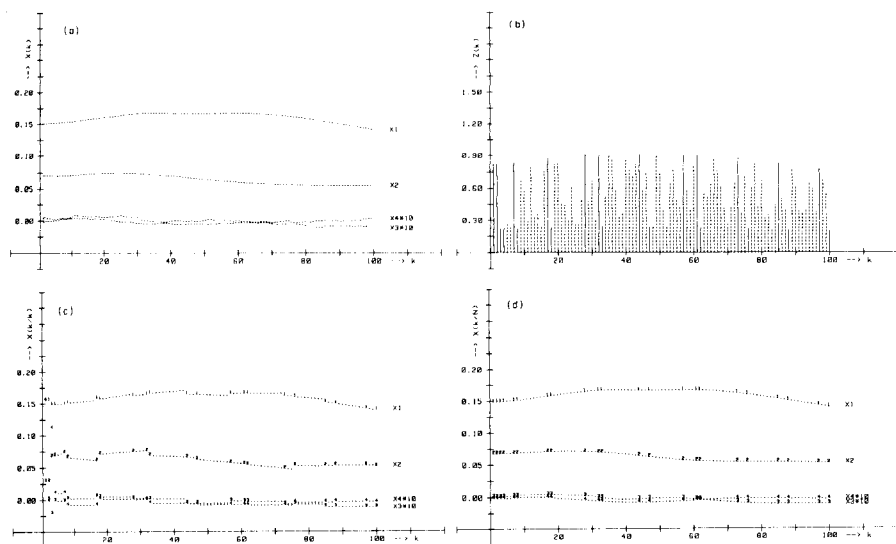 (a)
--> X(k)
0.20
0.15
0.10
0.05
0.00
X1
X2
X4*10
X3*10
20 40 60 80 100 --> k
(b)
--> Z(k)
1.50
1.20
0.90
0.60
0.30
20 40 60 80 100 --> k
(c)
--> X(k/k)
0.20
0.15
0.10
0.05
0.00
X1
X2
X4*10
X3*10
20 40 60 80 100 --> k
(d)
--> X(k/N)
0.20
0.15
0.10
0.05
0.00
X1
X2
X4*10
X3*10
20 40 60 80 100 --> k